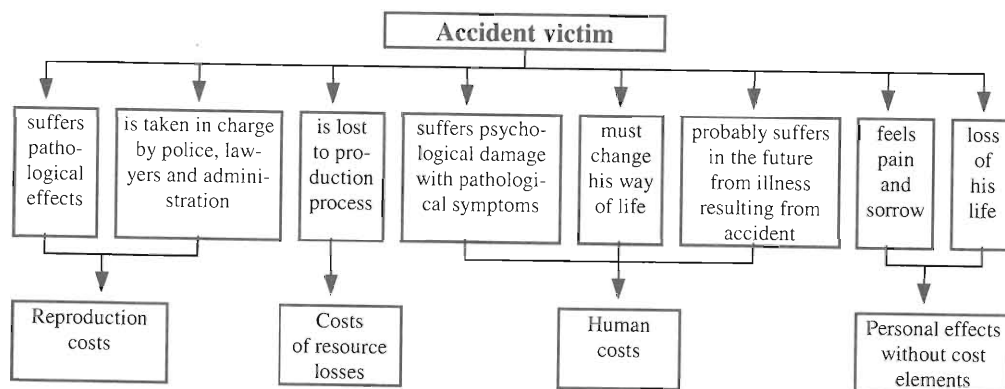 Accident victim
suffers
patho-
logical
effects
is taken in charge
by police, law-
yers and admini-
stration
is lost
to pro-
duction
process
suffers psycho-
logical damage
with pathologi-
cal symptoms
must
change
his way
of life
probably suffers
in the future
from illness
resulting from
accident
feels
pain
and
sorrow
loss
of
his
life
Reproduction
costs
Costs
of resource
losses
Human
costs
Personal effects
without cost
elements